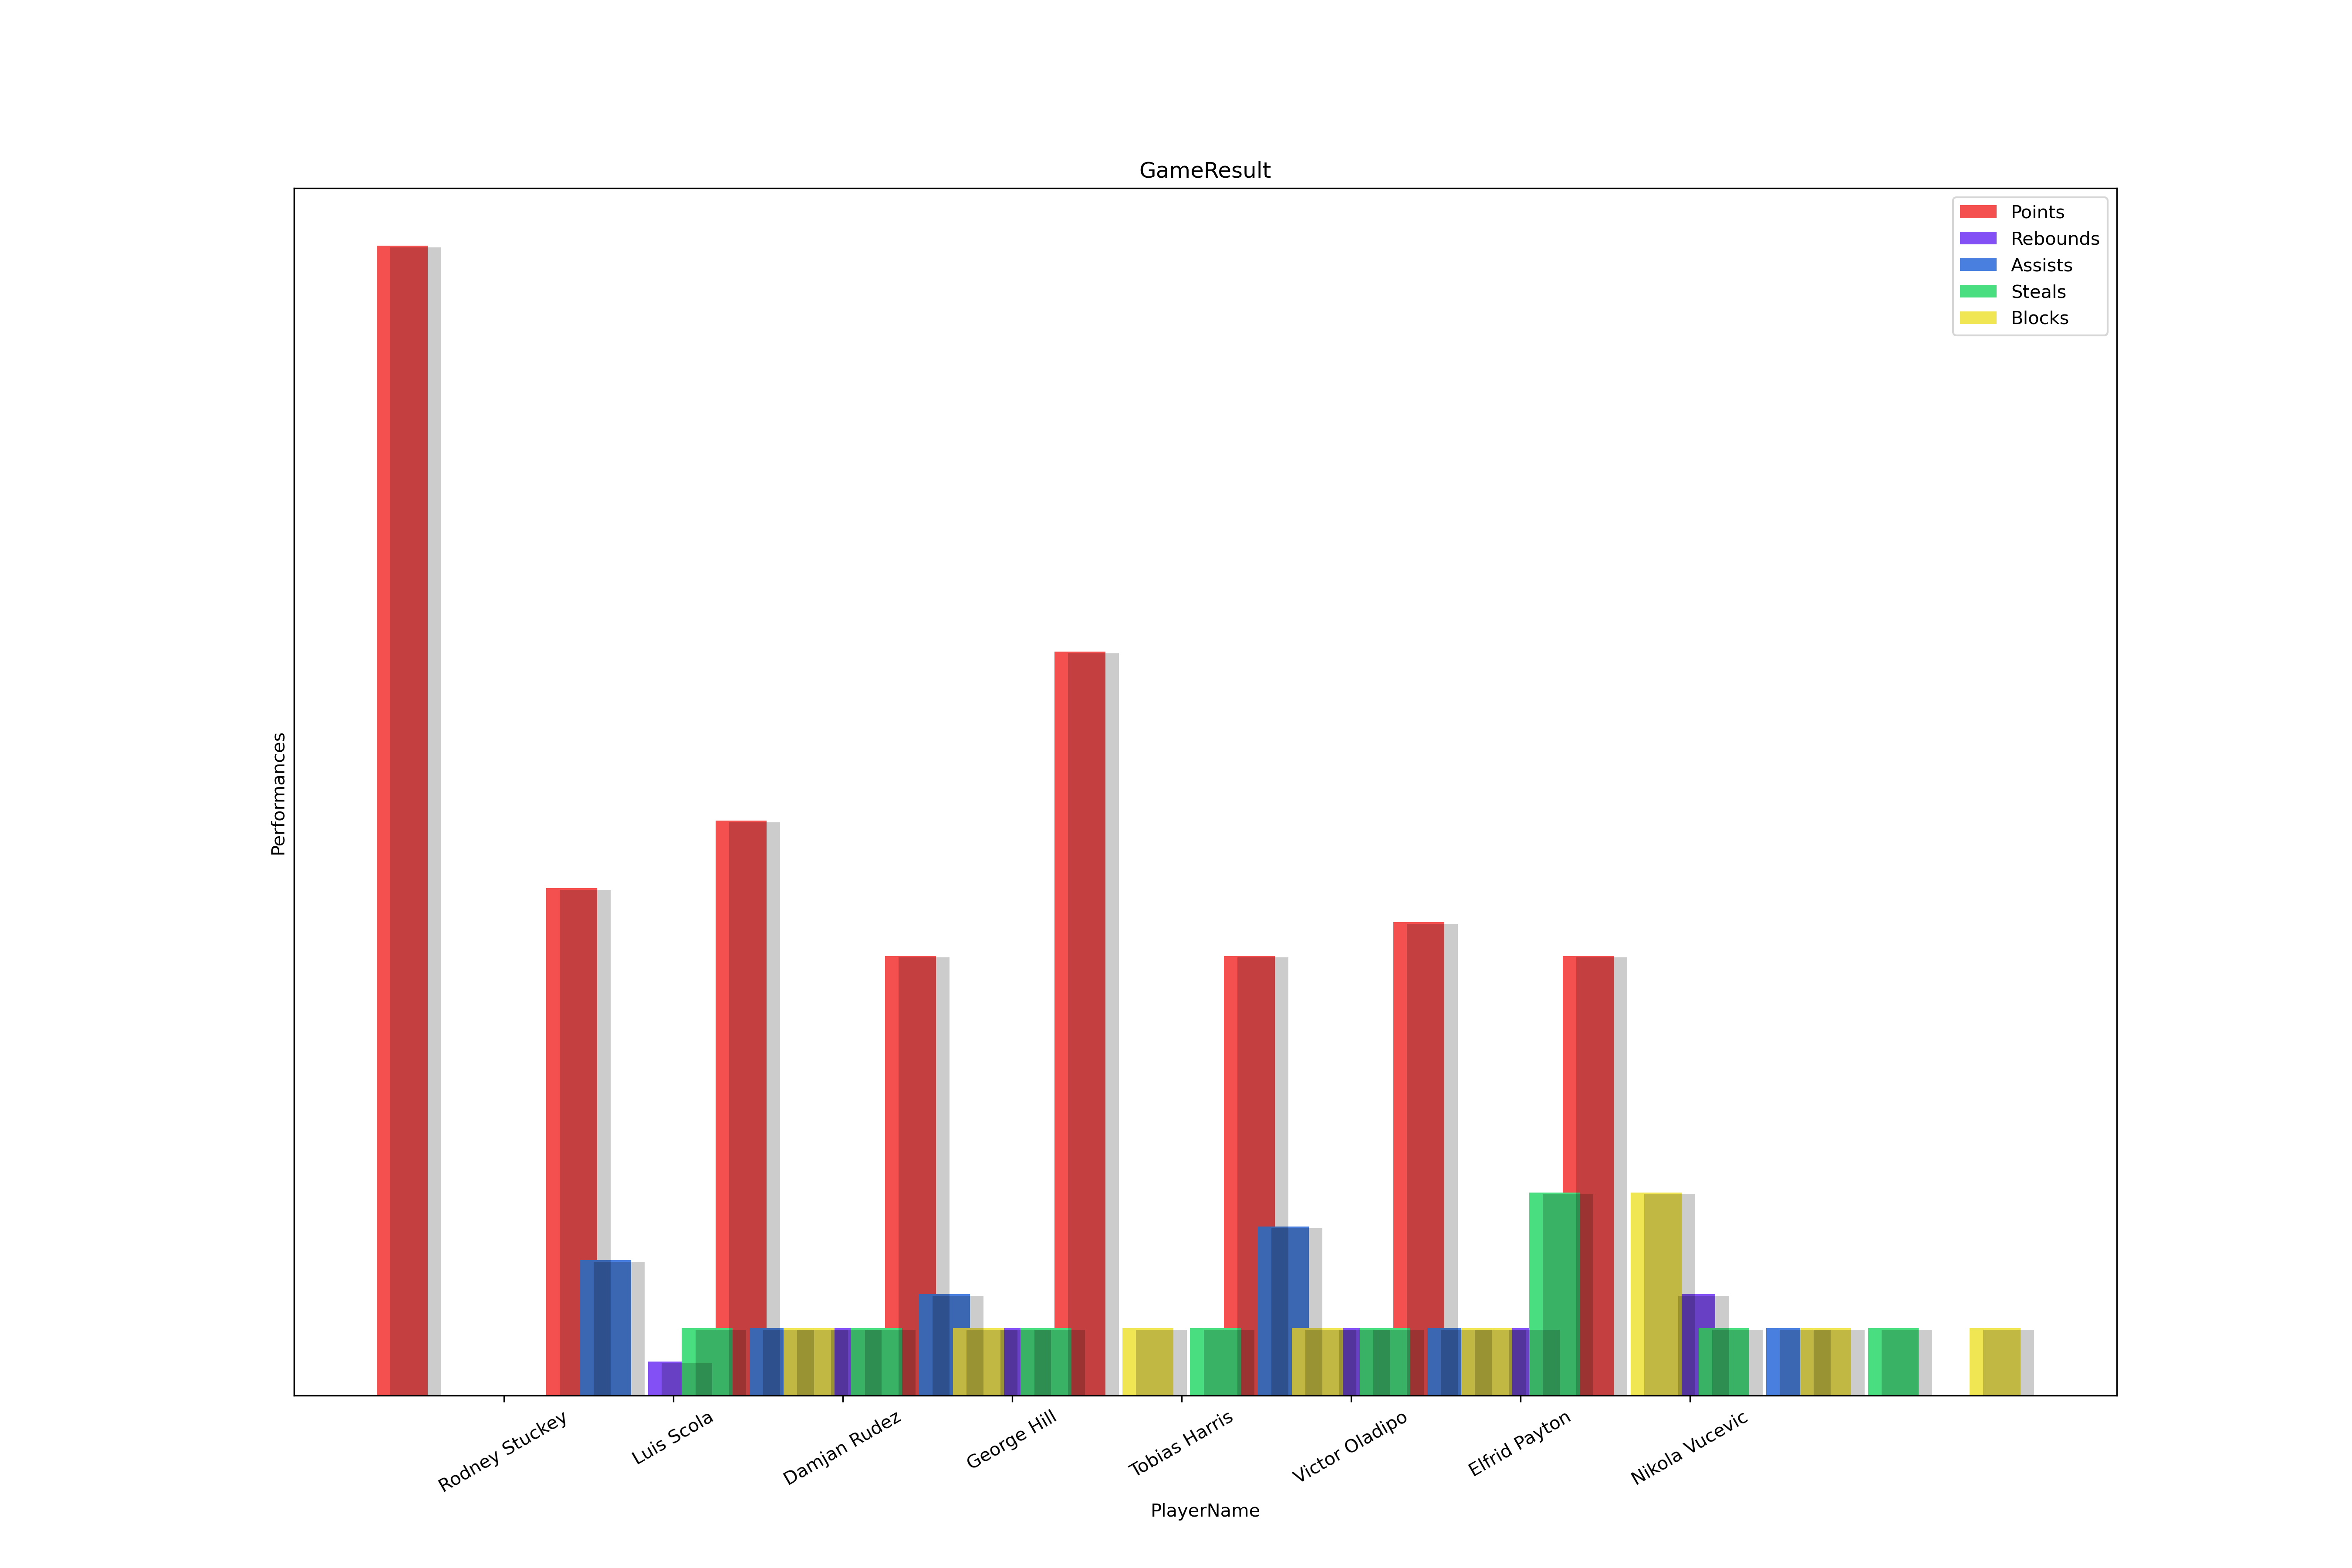 GameResult
Points
Rebounds
Assists
Steals
Blocks
Performances
Rodney Stuckey
Luis Scola
Damjan Rudez
George Hill
Tobias Harris
Victor Oladipo
Elfrid Payton
Nikola Vucevic
PlayerName